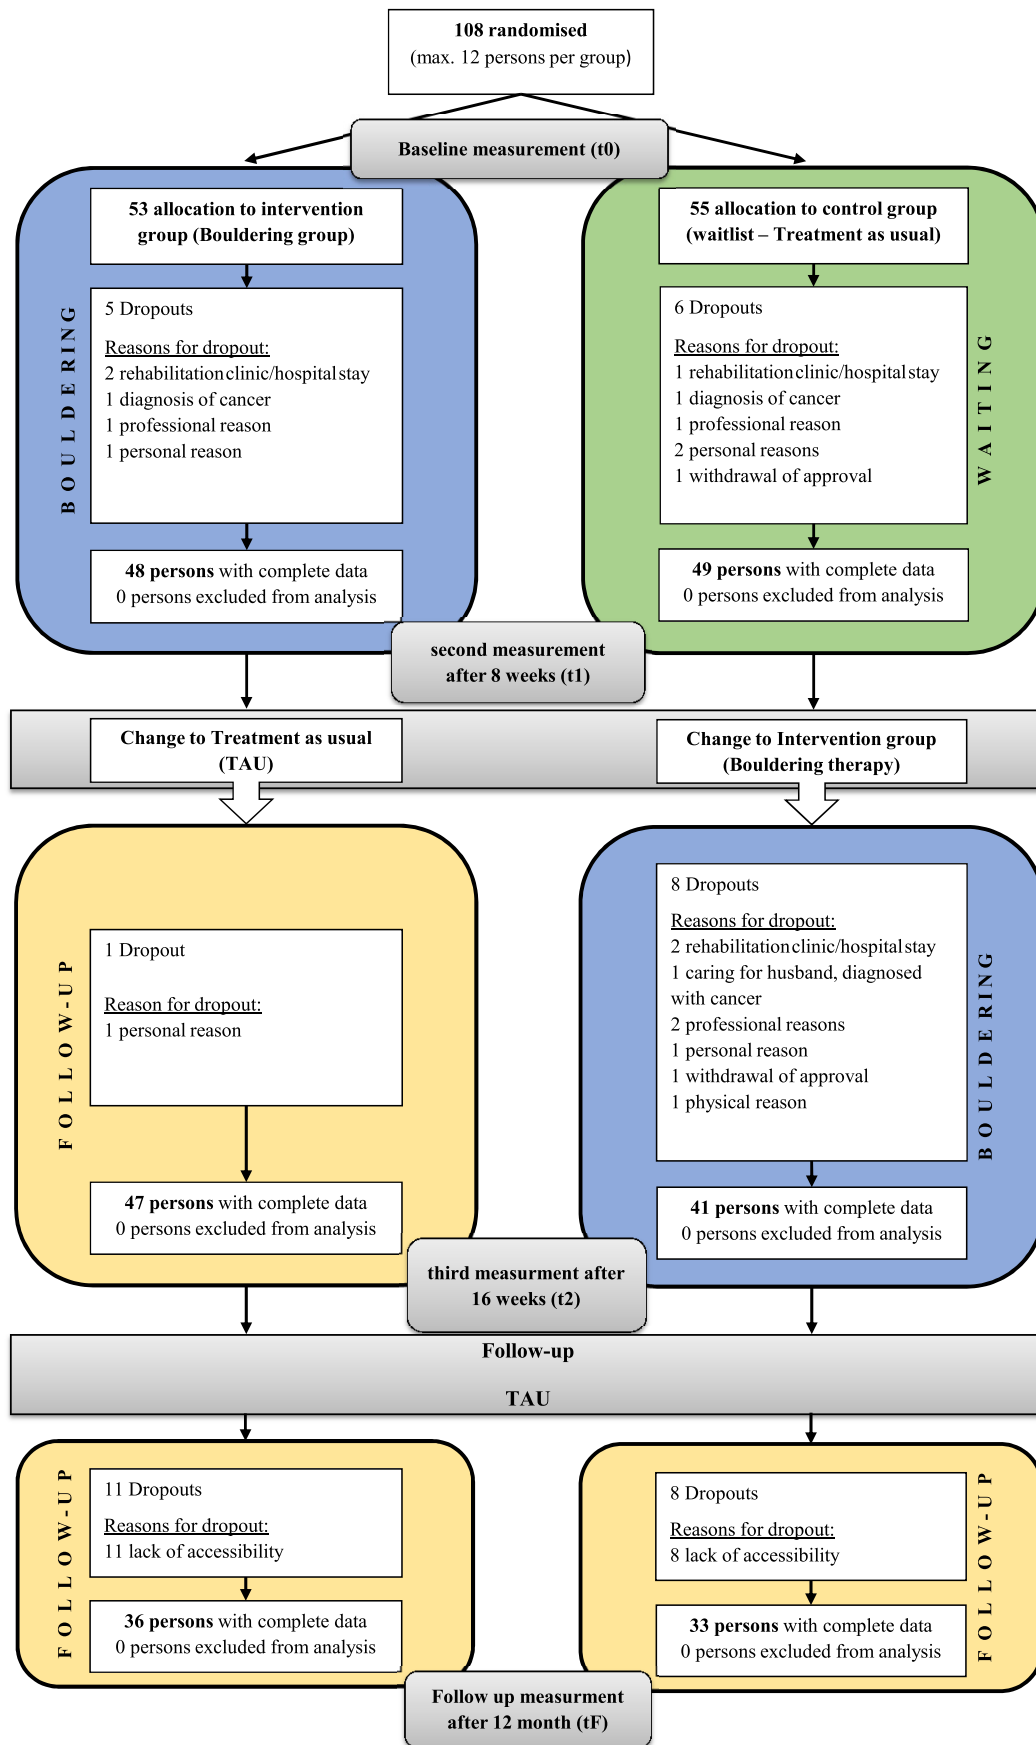 108 randomised
(max. 12 persons per group)
Baseline measurement (t0)
53 allocation to intervention
group (Bouldering group)
55 allocation to control group
(waitlist – Treatment as usual)
BOULDERING
5 Dropouts
Reasons for dropout:
2 rehabilitation clinic/hospital stay
1 diagnosis of cancer
1 professional reason
1 personal reason
6 Dropouts
Reasons for dropout:
1 rehabilitation clinic/hospital stay
1 diagnosis of cancer
1 professional reason
2 personal reasons
1 withdrawal of approval
WAITING
48 persons with complete data
0 persons excluded from analysis
49 persons with complete data
0 persons excluded from analysis
second measurement
after 8 weeks (t1)
Change to Treatment as usual
(TAU)
Change to Intervention group
(Bouldering therapy)
FOLLOW-UP
1 Dropout
Reason for dropout:
1 personal reason
8 Dropouts
Reasons for dropout:
2 rehabilitation clinic/hospital stay
1 caring for husband, diagnosed
with cancer
2 professional reasons
1 personal reason
1 withdrawal of approval
1 physical reason
BOULDERING
47 persons with complete data
0 persons excluded from analysis
41 persons with complete data
0 persons excluded from analysis
third measurment after
16 weeks (t2)
Follow-up
TAU
FOLLOW-UP
11 Dropouts
Reasons for dropout:
11 lack of accessibility
8 Dropouts
Reasons for dropout:
8 lack of accessibility
FOLLOW-UP
36 persons with complete data
0 persons excluded from analysis
33 persons with complete data
0 persons excluded from analysis
Follow up measurment
after 12 month (tF)